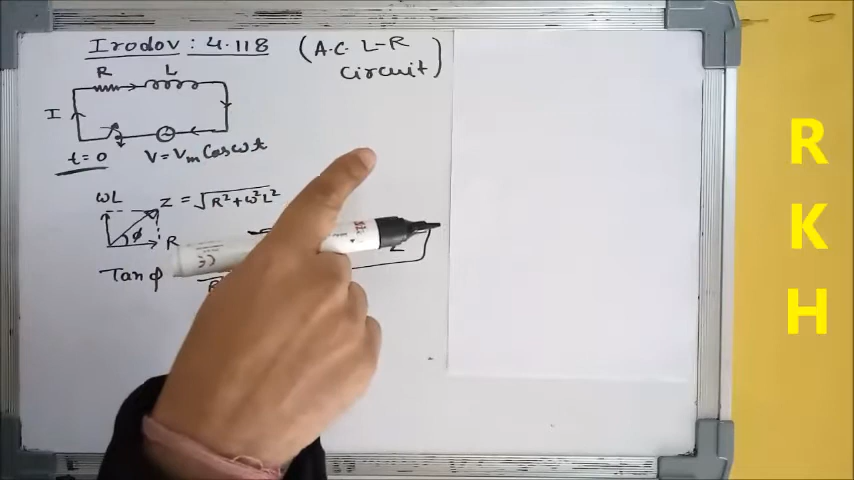 Irodov : 4.118
(A.C. L-R
circuit)
R L
I
t=0 V=Vm Cosωt
ωL
Z = √R²+ω²L²
ϕ
R
Tan ϕ
R
K
H